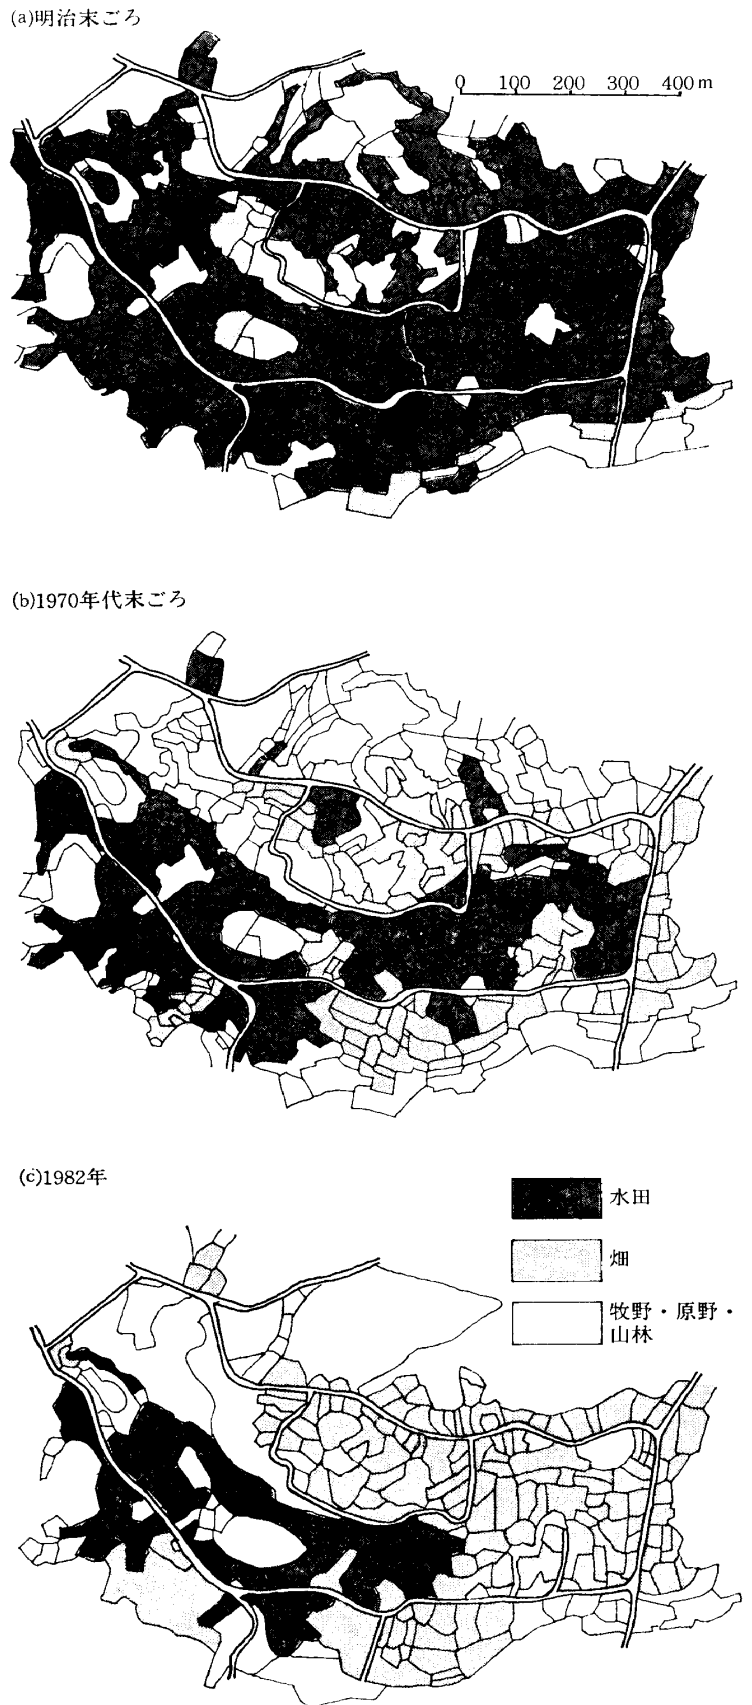 (a)明治末ごろ
0 100 200 300 400m
(b)1970年代末ごろ
(c)1982年
水田
畑
牧野・原野・
山林